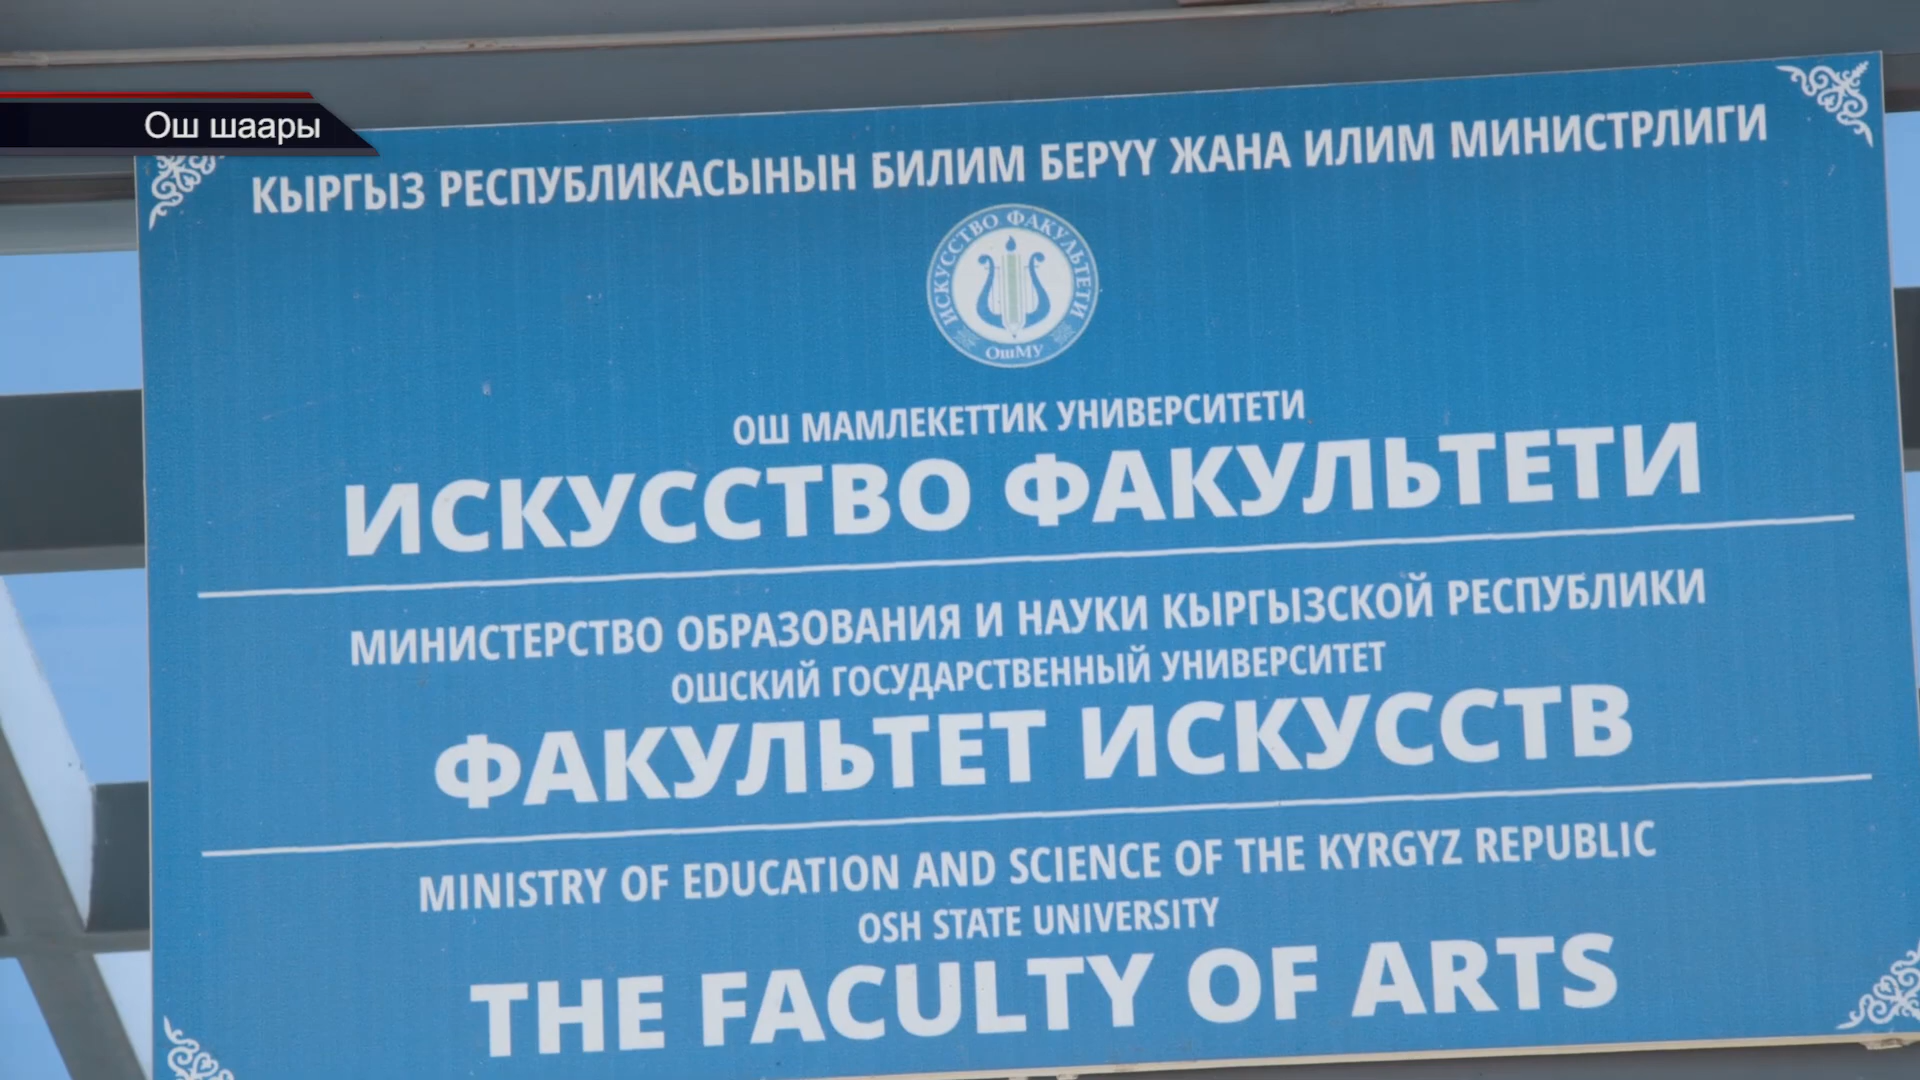 Ош шаары
КЫРГЫЗ РЕСПУБЛИКАСЫНЫН БИЛИМ БЕРҮҮ ЖАНА ИЛИМ МИНИСТРЛИГИ
ИСКУССТВО ФАКУЛЬТЕТИ
ОшМУ
ОШ МАМЛЕКЕТТИК УНИВЕРСИТЕТИ
ИСКУССТВО ФАКУЛЬТЕТИ
МИНИСТЕРСТВО ОБРАЗОВАНИЯ И НАУКИ КЫРГЫЗСКОЙ РЕСПУБЛИКИ
ОШСКИЙ ГОСУДАРСТВЕННЫЙ УНИВЕРСИТЕТ
ФАКУЛЬТЕТ ИСКУССТВ
MINISTRY OF EDUCATION AND SCIENCE OF THE KYRGYZ REPUBLIC
OSH STATE UNIVERSITY
THE FACULTY OF ARTS